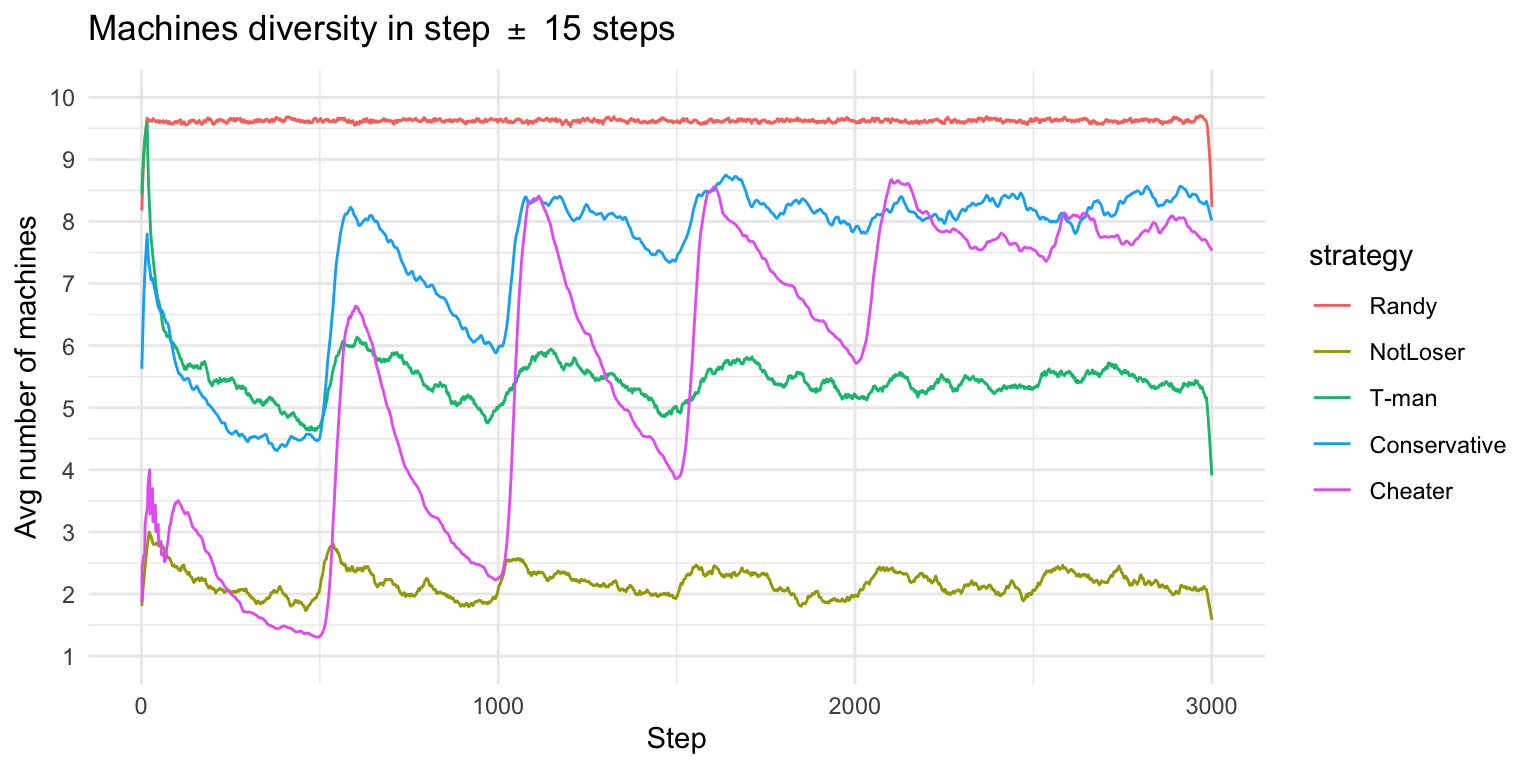 Machines diversity in step ± 15 steps
Avg number of machines
10
9
8
7
6
5
4
3
2
1
0
1000
2000
3000
Step
strategy
Randy
NotLoser
T-man
Conservative
Cheater